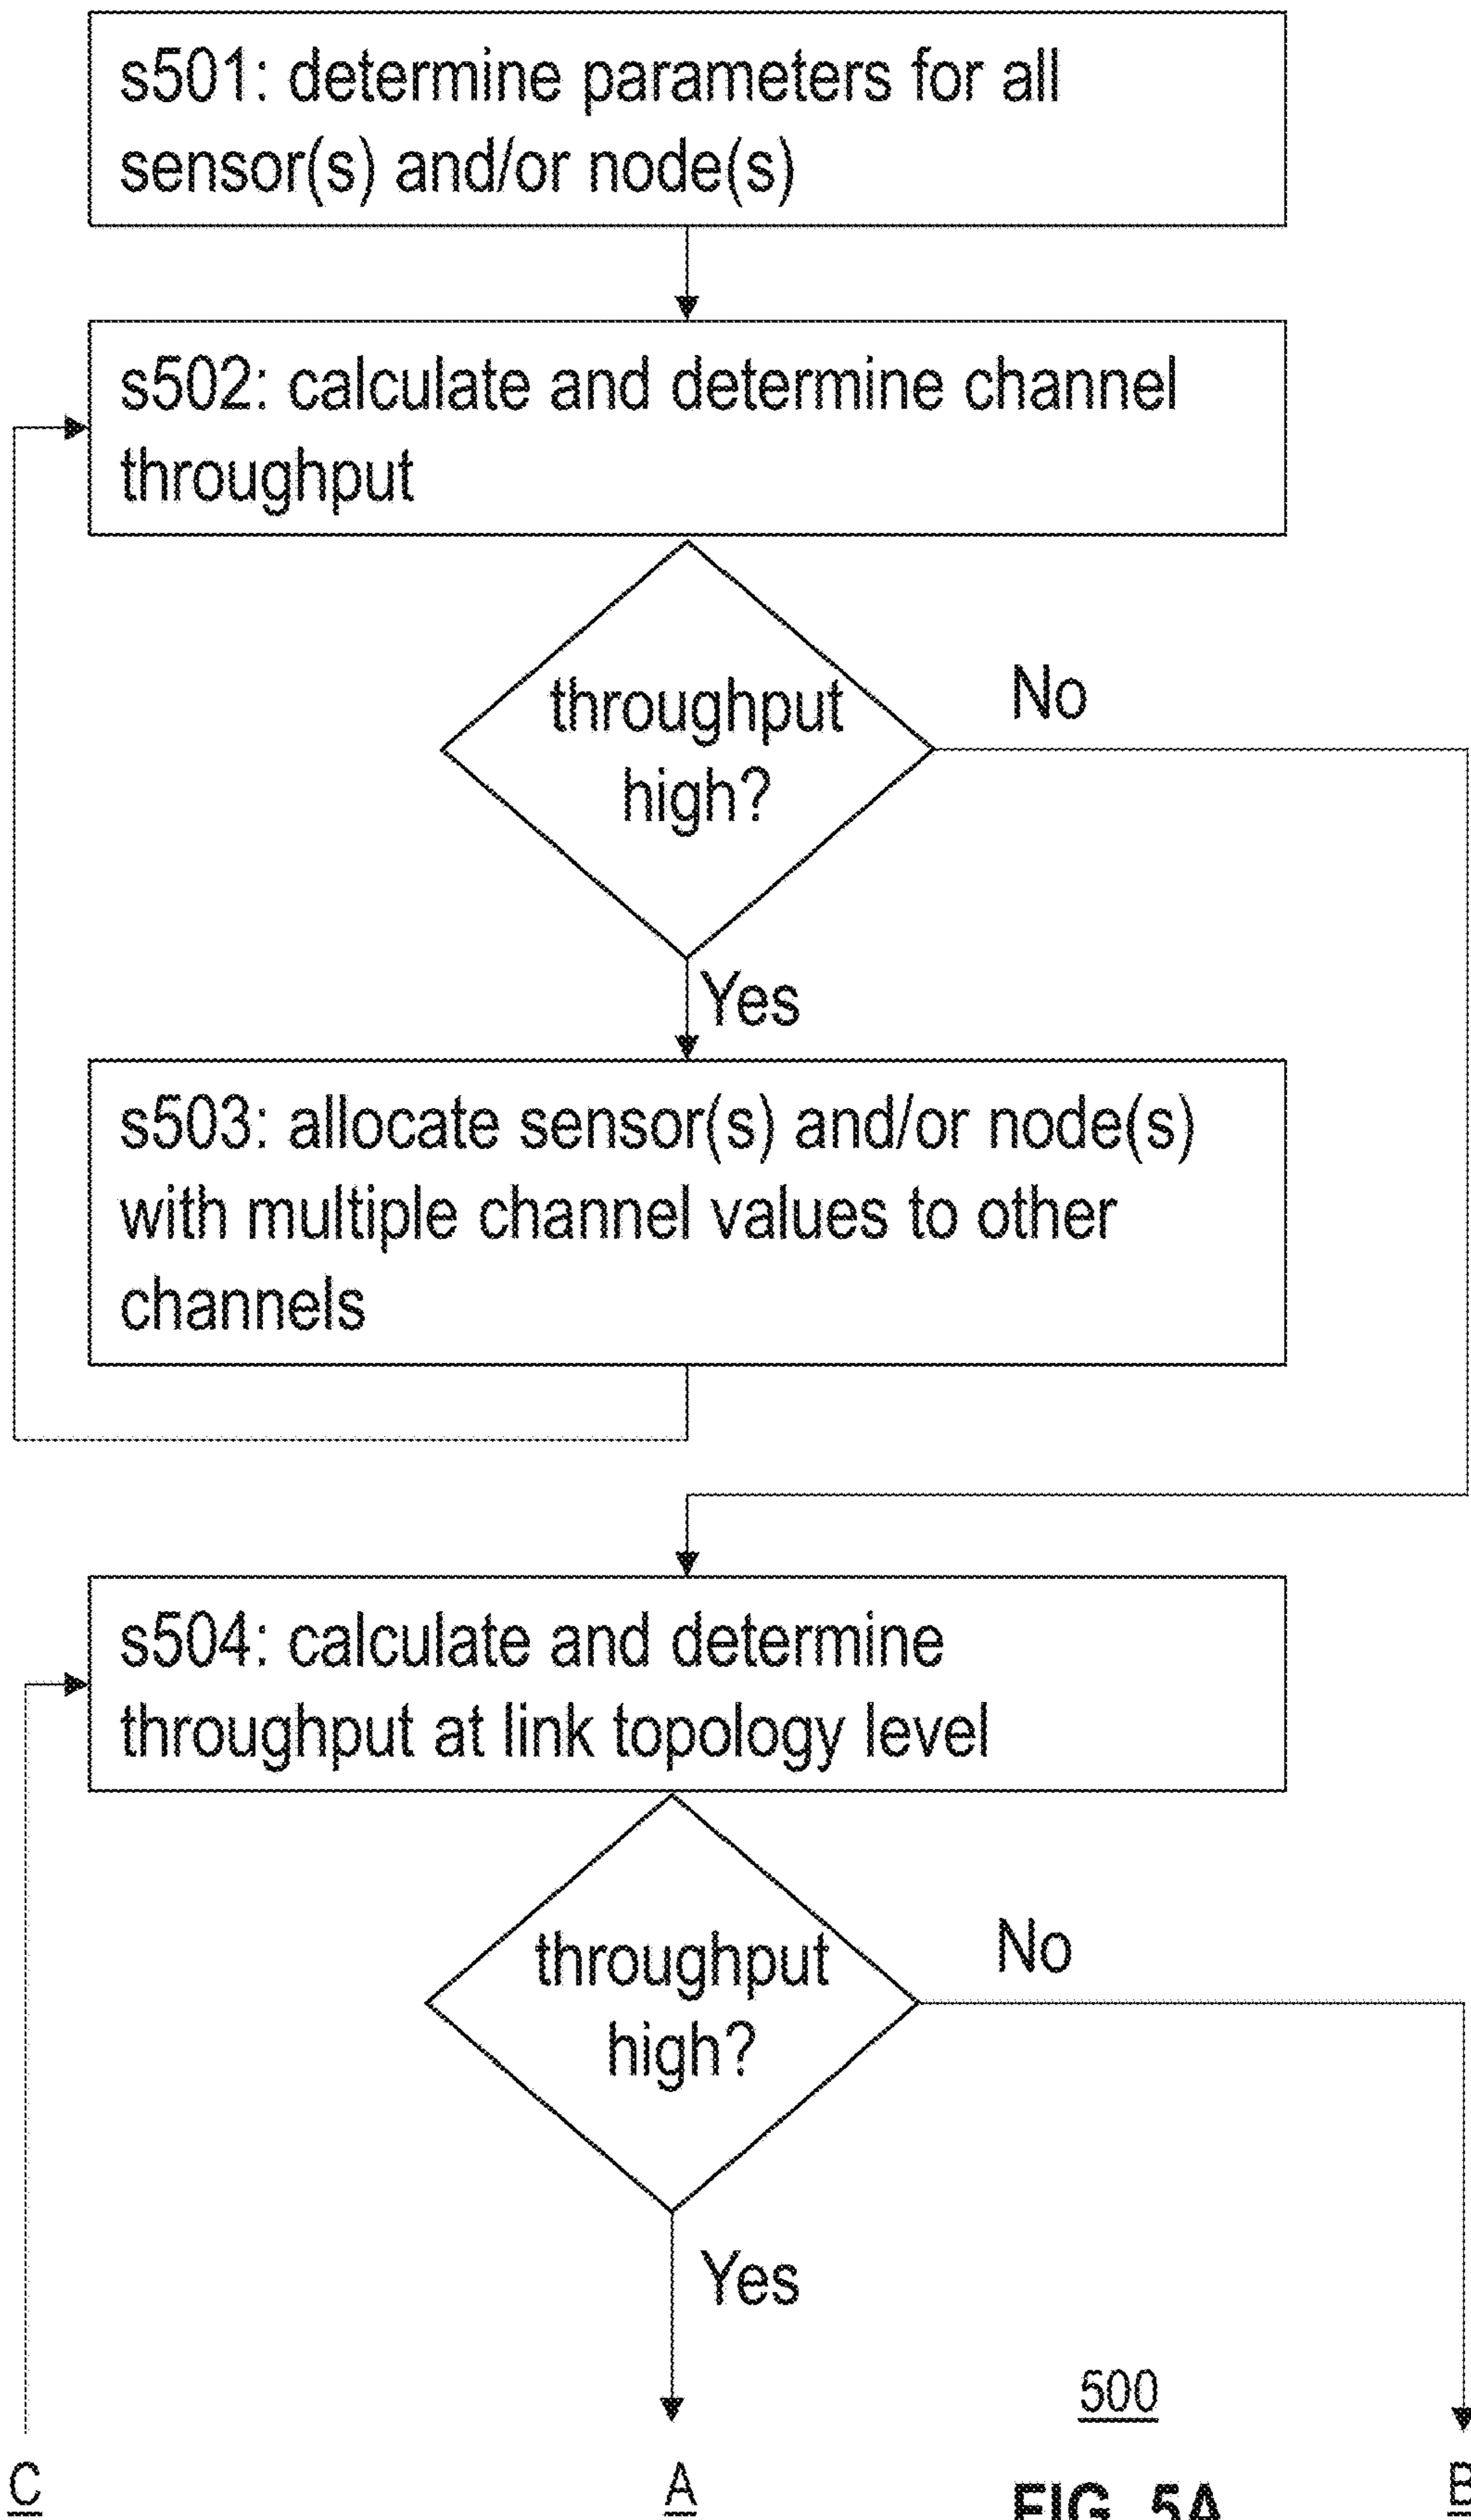 s501: determine parameters for all
sensor(s) and/or node(s)
s502: calculate and determine channel
throughput
throughput
high?
No
Yes
s503: allocate sensor(s) and/or node(s)
with multiple channel values to other
channels
s504: calculate and determine
throughput at link topology level
throughput
high?
No
Yes
500
C
A
FIG. 5A
B